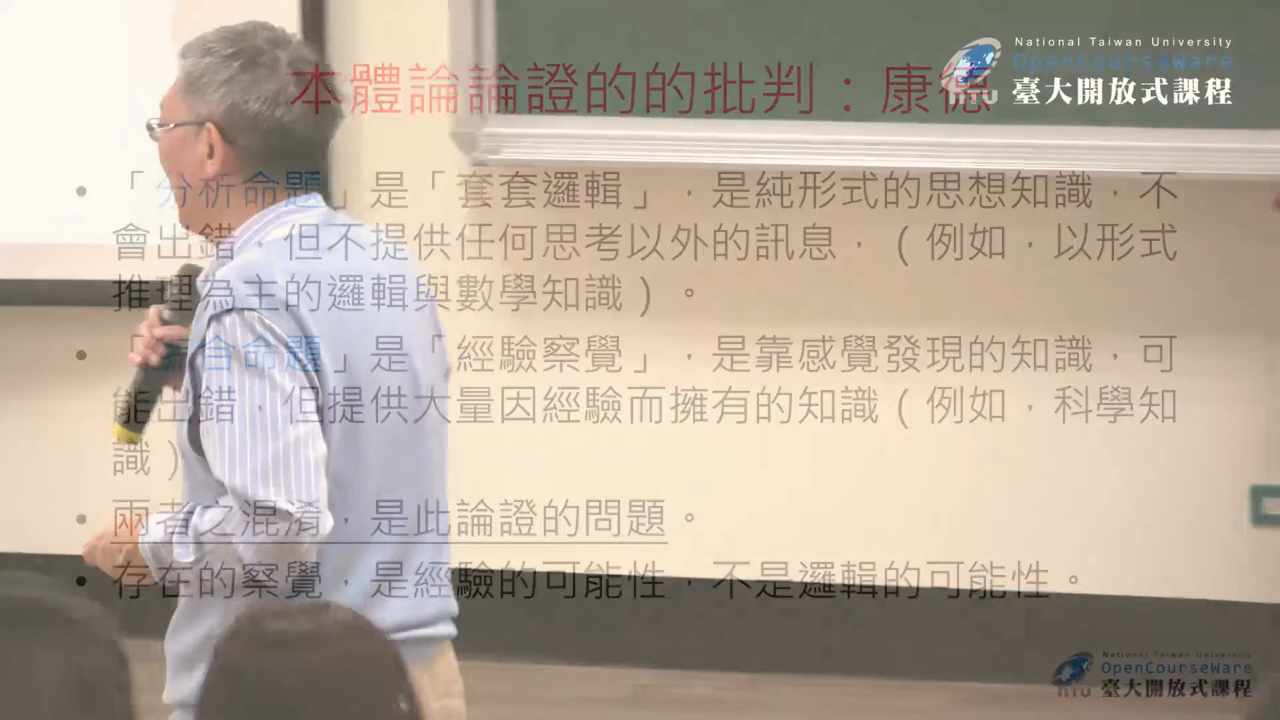 National Taiwan University
OpenCourseWare
NTU 臺大開放式課程
本體論論證的的批判：康德
• 「分析命題」是「套套邏輯」，是純形式的思想知識，不
會出錯，但不提供任何思考以外的訊息，（例如，以形式
推理為主的邏輯與數學知識）。
• 「綜合命題」是「經驗察覺」，是靠感覺發現的知識，可
能出錯，但提供大量因經驗而擁有的知識（例如，科學知
識）
• 兩者之混淆，是此論證的問題。
• 存在的察覺，是經驗的可能性，不是邏輯的可能性。
National Taiwan University
OpenCourseWare
NTU 臺大開放式課程